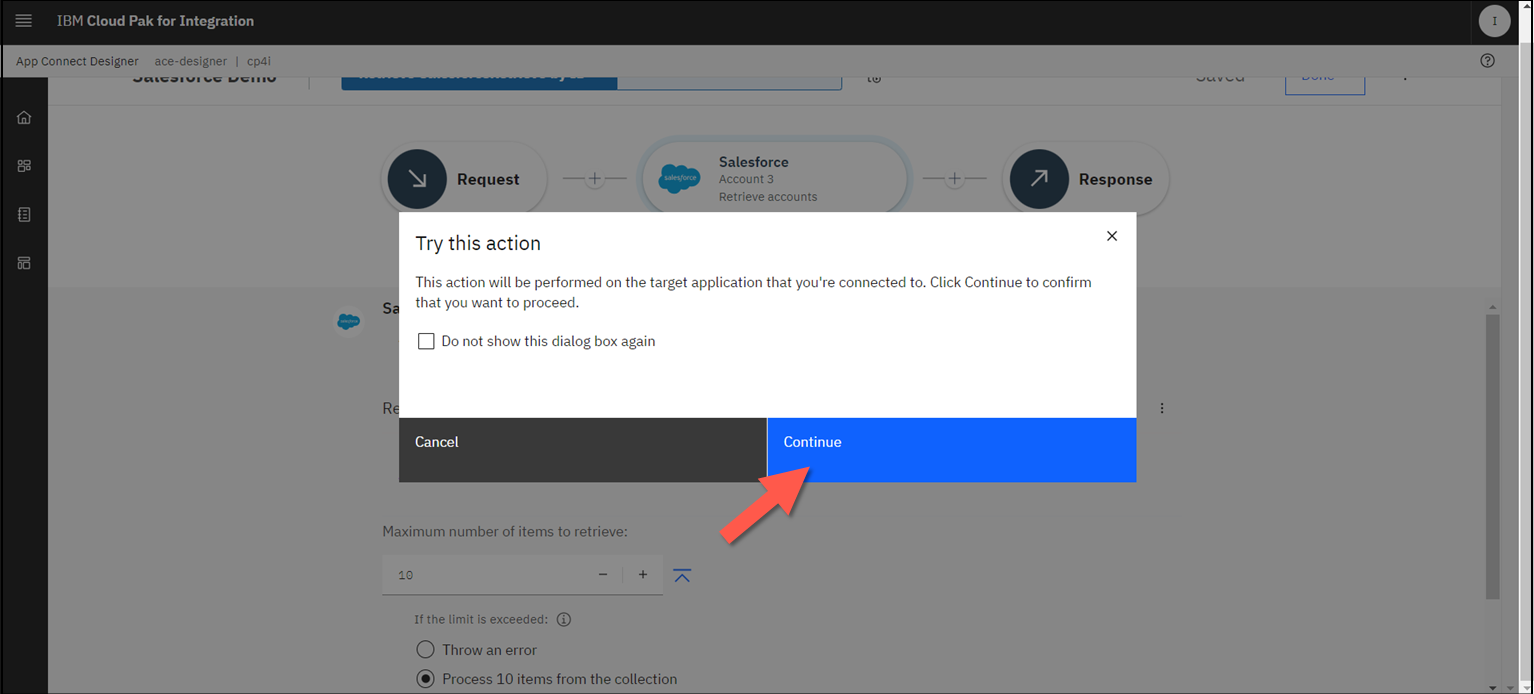 IBM Cloud Pak for Integration
I
App Connect Designer ace-designer | cp4i
Salesforce Demo
Saved
Done
Request
salesforce
Salesforce
Account 3
Retrieve accounts
Response
Try this action
This action will be performed on the target application that you're connected to. Click Continue to confirm
that you want to proceed.
Do not show this dialog box again
Sa
Re
Cancel
Continue
Maximum number of items to retrieve:
10 − +
If the limit is exceeded:
Throw an error
Process 10 items from the collection